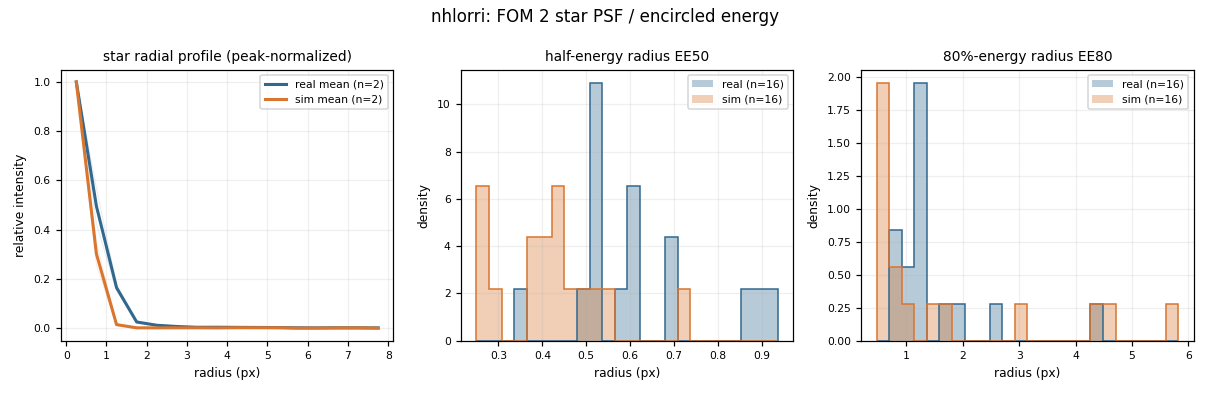 nhlorri: FOM 2 star PSF / encircled energy
star radial profile (peak-normalized)
real mean (n=2)
sim mean (n=2)
relative intensity
1.0
0.8
0.6
0.4
0.2
0.0
0 1 2 3 4 5 6 7 8
radius (px)
half-energy radius EE50
real (n=16)
sim (n=16)
density
10
8
6
4
2
0
0.3 0.4 0.5 0.6 0.7 0.8 0.9
radius (px)
80%-energy radius EE80
real (n=16)
sim (n=16)
density
2.00
1.75
1.50
1.25
1.00
0.75
0.50
0.25
0.00
1 2 3 4 5 6
radius (px)